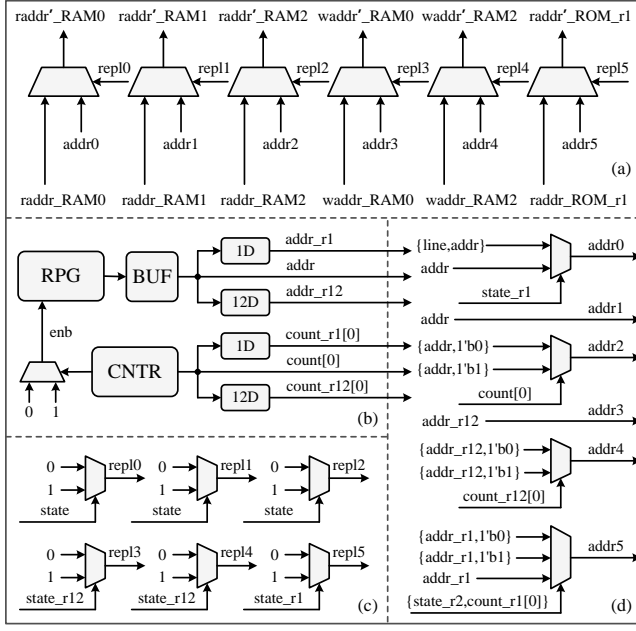 raddr'_RAM0 raddr'_RAM1 raddr'_RAM2 waddr'_RAM0 waddr'_RAM2 raddr'_ROM_r1
repl0 repl1 repl2 repl3 repl4 repl5
addr0 addr1 addr2 addr3 addr4 addr5
(a)
raddr_RAM0 raddr_RAM1 raddr_RAM2 waddr_RAM0 waddr_RAM2 raddr_ROM_r1
RPG BUF
1D addr_r1
addr
12D addr_r12
enb
0 1
CNTR
1D count_r1[0]
count[0]
12D count_r12[0]
(b)
0 1 state repl0
0 1 state repl1
0 1 state repl2
0 1 state_r12 repl3
0 1 state_r12 repl4
0 1 state_r1 repl5
(c)
{line,addr} addr0
addr
state_r1
addr addr1
{addr,1'b0} addr2
{addr,1'b1}
count[0]
addr_r12 addr3
{addr_r12,1'b0} addr4
{addr_r12,1'b1}
count_r12[0]
{addr_r1,1'b0}
{addr_r1,1'b1} addr5
addr_r1
{state_r2,count_r1[0]}
(d)